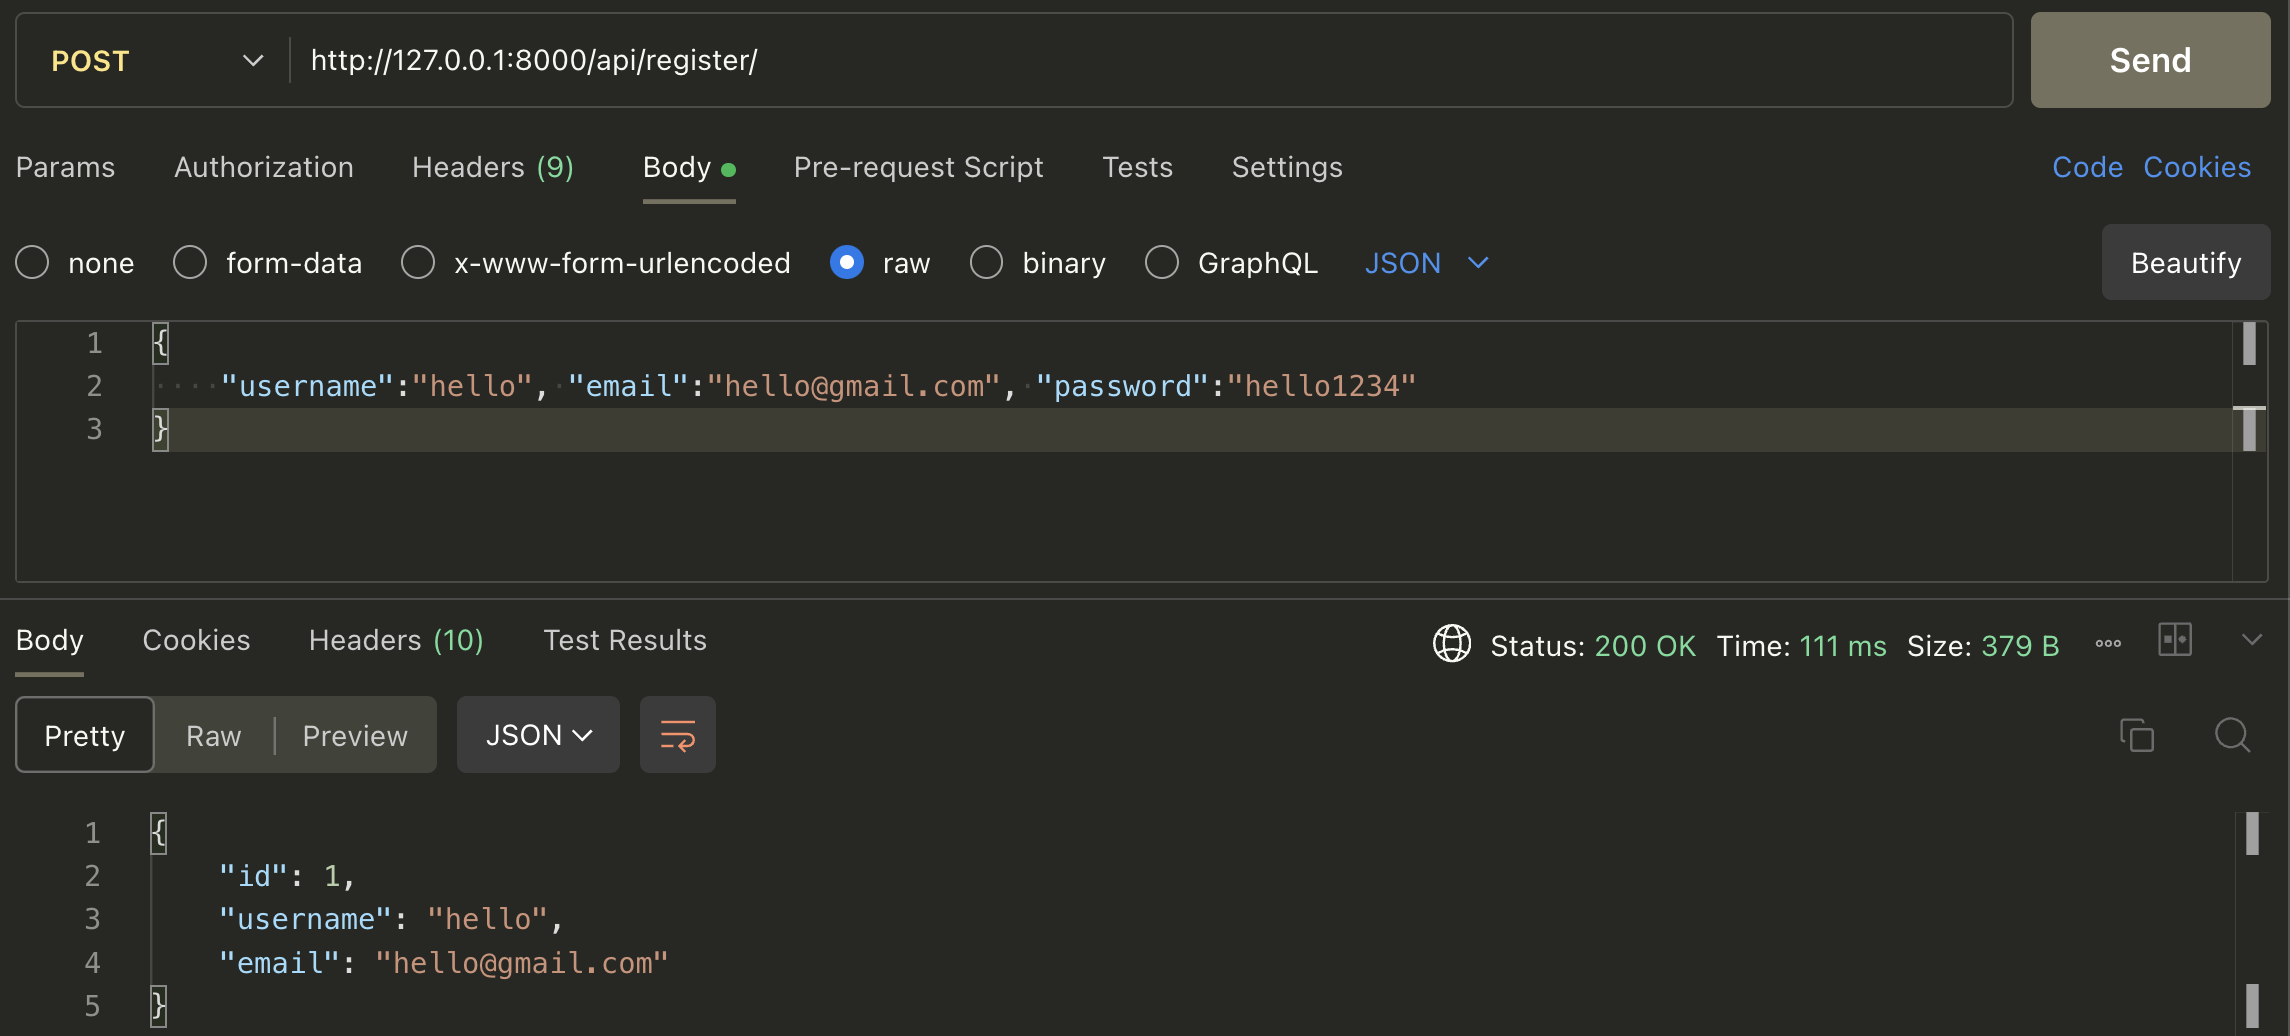 POST http://127.0.0.1:8000/api/register/ Send
Params Authorization Headers (9) Body Pre-request Script Tests Settings Code Cookies
none form-data x-www-form-urlencoded raw binary GraphQL JSON Beautify
1 {
2 "username":"hello", "email":"hello@gmail.com", "password":"hello1234"
3 }
Body Cookies Headers (10) Test Results Status: 200 OK Time: 111 ms Size: 379 B
Pretty Raw Preview JSON
1 {
2 "id": 1,
3 "username": "hello",
4 "email": "hello@gmail.com"
5 }